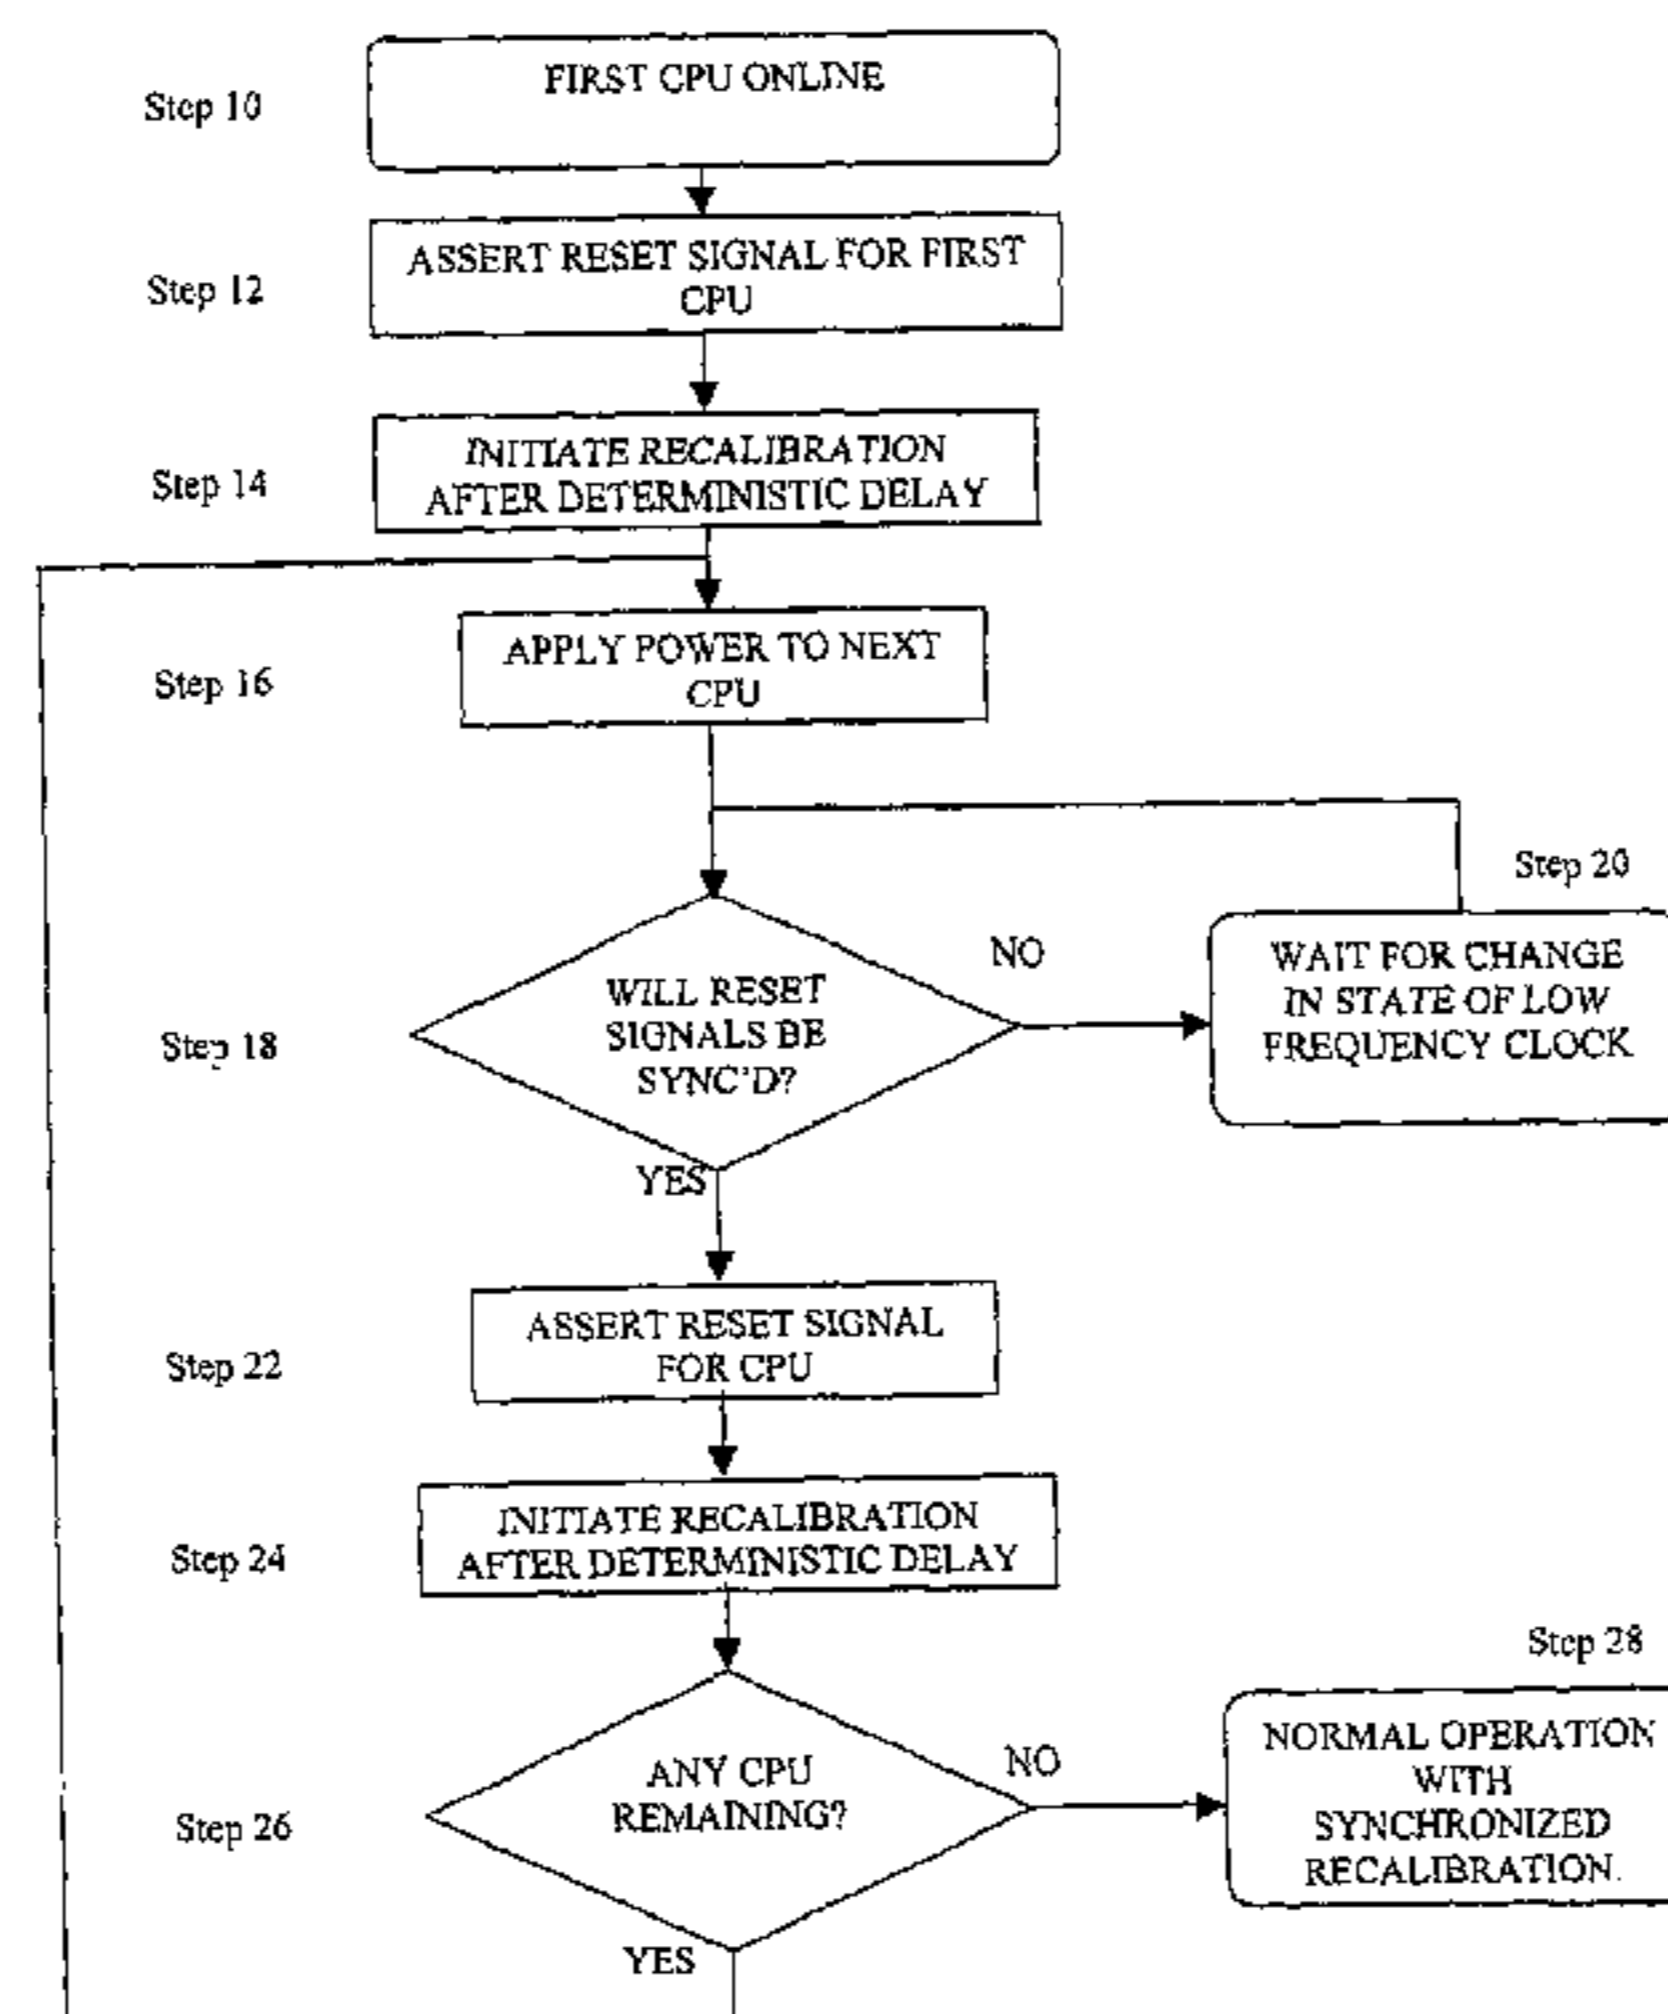 FIRST CPU ONLINE
Step 10
ASSERT RESET SIGNAL FOR FIRST
CPU
Step 12
INITIATE RECALIBRATION
AFTER DETERMINISTIC DELAY
Step 14
APPLY POWER TO NEXT
CPU
Step 16
Step 20
NO
WAIT FOR CHANGE
IN STATE OF LOW
FREQUENCY CLOCK
WILL RESET
SIGNALS BE
SYNC'D?
Step 18
YES
ASSERT RESET SIGNAL
FOR CPU
Step 22
INITIATE RECALIBRATION
AFTER DETERMINISTIC DELAY
Step 24
Step 28
NORMAL OPERATION
WITH
SYNCHRONIZED
RECALIBRATION.
NO
ANY CPU
REMAINING?
Step 26
YES